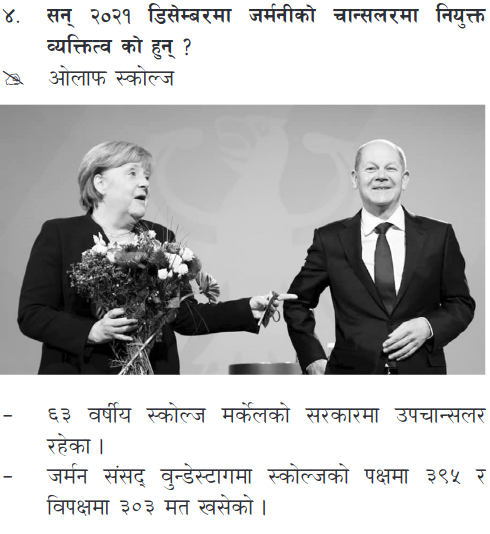 ४. सन् २०२१ डिसेम्बरमा जर्मनीको चान्सलरमा नियुक्त
व्यक्तित्व को हुन् ?
ओलाफ स्कोल्ज
- ६३ वर्षीय स्कोल्ज मर्केलको सरकारमा उपचान्सलर
रहेका ।
- जर्मन संसद् वुन्डेस्टागमा स्कोल्जको पक्षमा ३९५ र
विपक्षमा ३०३ मत खसेको ।